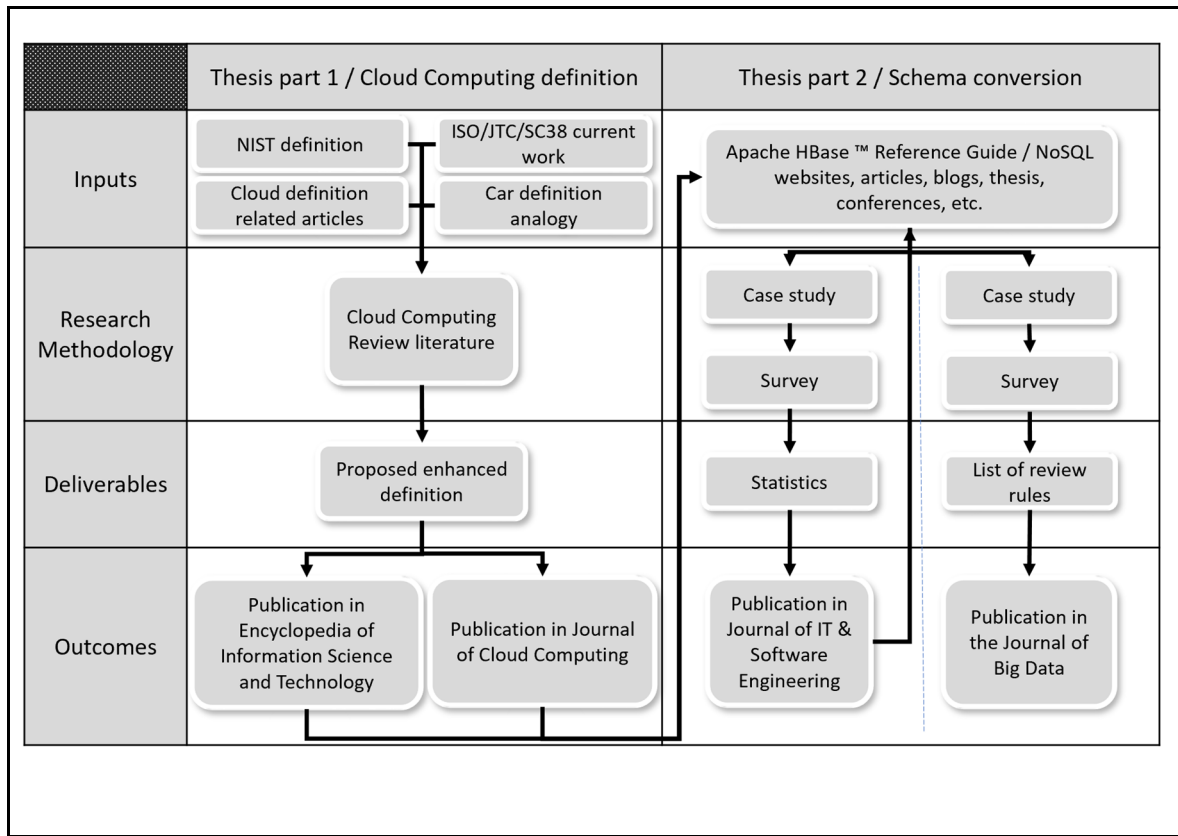 Thesis part 1 / Cloud Computing definition
Thesis part 2 / Schema conversion
Inputs
NIST definition
ISO/JTC/SC38 current
work
Cloud definition
related articles
Car definition
analogy
Apache HBase ™ Reference Guide / NoSQL
websites, articles, blogs, thesis,
conferences, etc.
Research
Methodology
Cloud Computing
Review literature
Case study
Survey
Case study
Survey
Deliverables
Proposed enhanced
definition
Statistics
List of review
rules
Outcomes
Publication in
Encyclopedia of
Information Science
and Technology
Publication in Journal
of Cloud Computing
Publication in
Journal of IT &
Software
Engineering
Publication in
the Journal of
Big Data